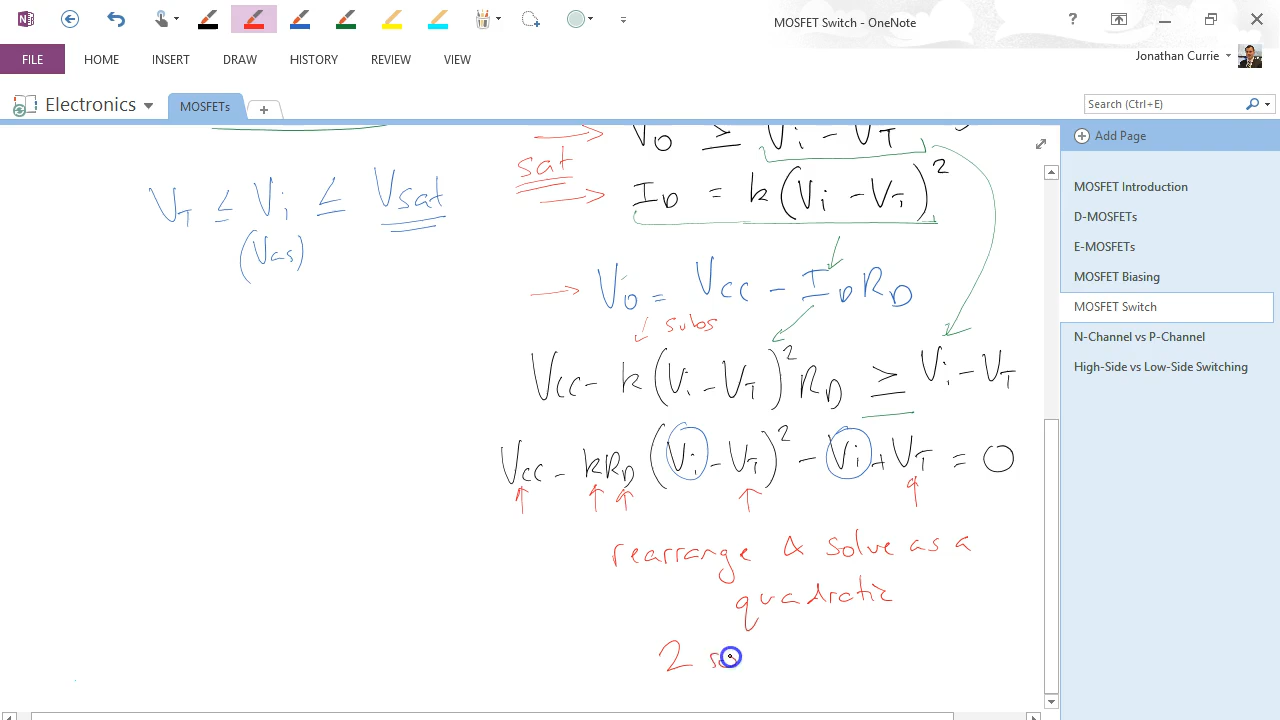 MOSFET Switch - OneNote
?
FILE
HOME
INSERT
DRAW
HISTORY
REVIEW
VIEW
Jonathan Currie
Electronics
MOSFETs
Search (Ctrl+E)
Add Page
MOSFET Introduction
D-MOSFETs
E-MOSFETs
MOSFET Biasing
MOSFET Switch
N-Channel vs P-Channel
High-Side vs Low-Side Switching
VO ≥ Vi - VT
sat
ID = k(Vi - VT)²
VT ≤ Vi ≤ Vsat
(VGS)
VO = VCC - IDRD
subs
VCC - k(Vi - VT)²RD ≥ Vi - VT
VCC - kRD(Vi - VT)² - Vi + VT = 0
rearrange & solve as a
quadratic
2 so